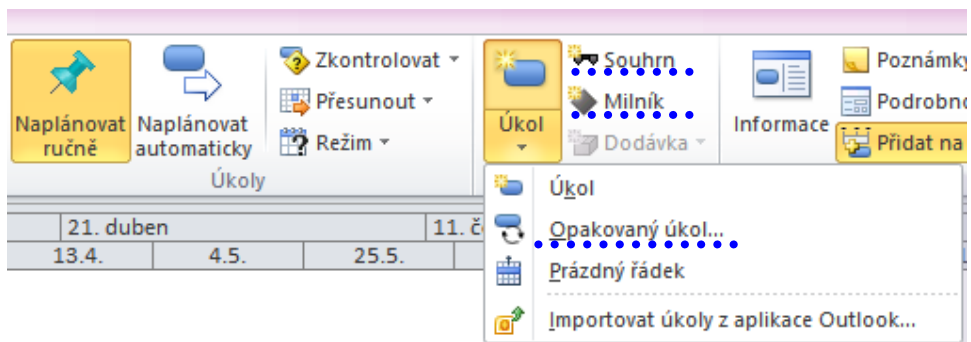 Naplánovat ručně
Naplánovat automaticky
Zkontrolovat
Přesunout
Režim
Úkoly
Úkol
Souhrn
Milník
Dodávka
Informace
Poznámky
Podrobno
Přidat na
Úkol
Opakovaný úkol...
Prázdný řádek
Importovat úkoly z aplikace Outlook...
21. duben
11. č
13.4.
4.5.
25.5.